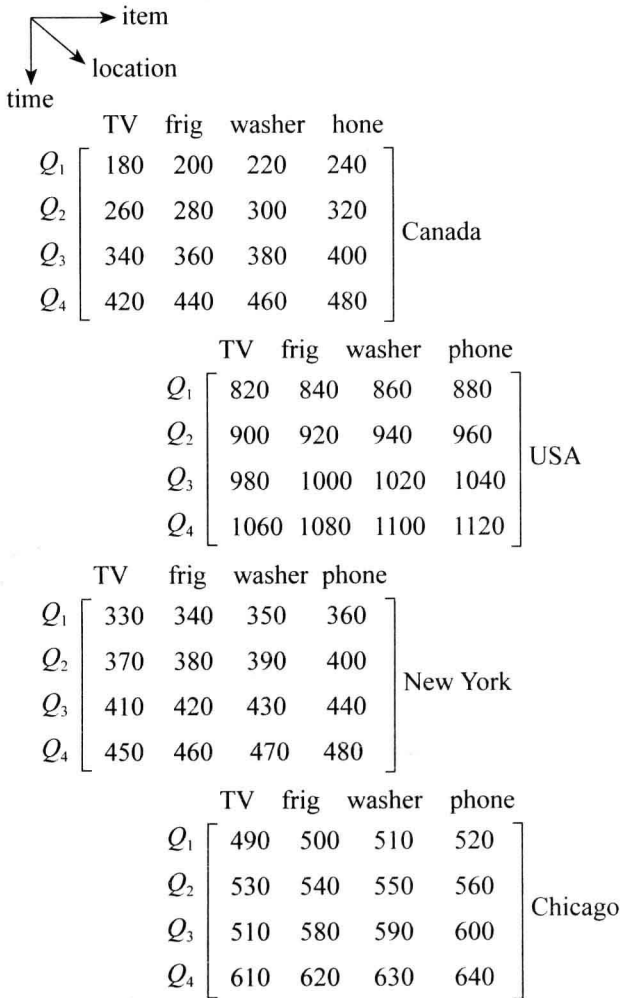 item
location
time
TV frig washer hone
Q1 180 200 220 240
Q2 260 280 300 320
Q3 340 360 380 400
Q4 420 440 460 480
Canada
TV frig washer phone
Q1 820 840 860 880
Q2 900 920 940 960
Q3 980 1000 1020 1040
Q4 1060 1080 1100 1120
USA
TV frig washer phone
Q1 330 340 350 360
Q2 370 380 390 400
Q3 410 420 430 440
Q4 450 460 470 480
New York
TV frig washer phone
Q1 490 500 510 520
Q2 530 540 550 560
Q3 510 580 590 600
Q4 610 620 630 640
Chicago